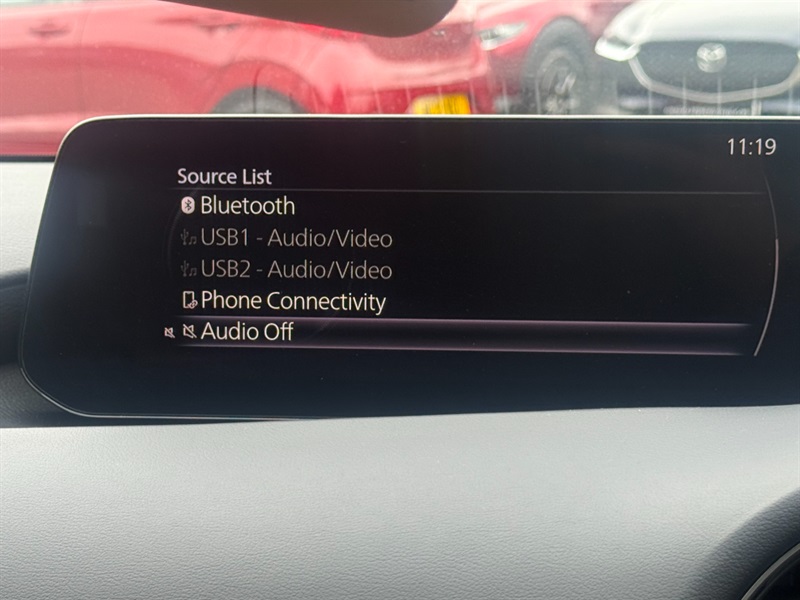 11:19
Source List
Bluetooth
USB1 - Audio/Video
USB2 - Audio/Video
Phone Connectivity
Audio Off